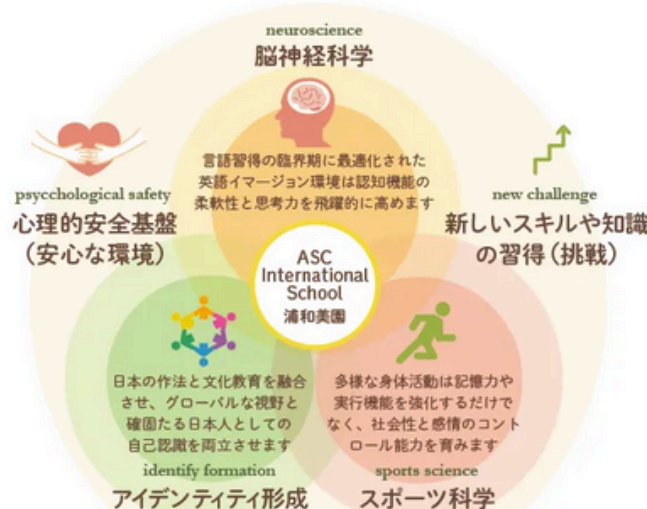 neuroscience
脳神経科学
言語習得の臨界期に最適化された
英語イマージョン環境は認知機能の
柔軟性と思考力を飛躍的に高めます
psycchological safety
心理的安全基盤
（安心な環境）
new challenge
新しいスキルや知識
の習得（挑戦）
ASC
International
School
浦和美園
日本の作法と文化教育を融合
させ、グローバルな視野と
確固たる日本人としての
自己認識を両立させます
identify formation
アイデンティティ形成
多様な身体活動は記憶力や
実行機能を強化するだけで
なく、社会性と感情のコント
ロール能力を育みます
sports science
スポーツ科学